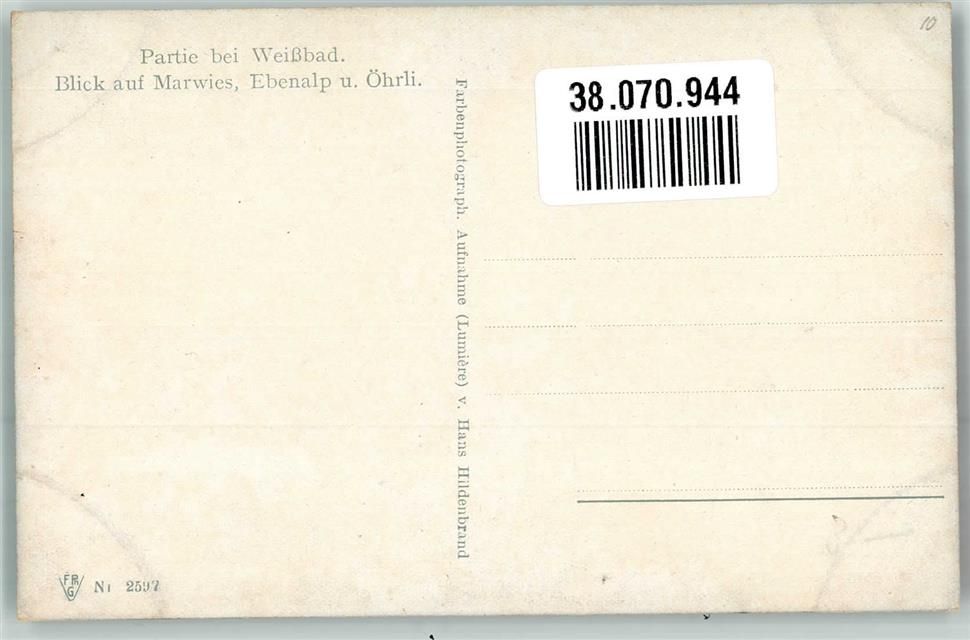 Partie bei Weißbad.
Blick auf Marwies, Ebenalp u. Öhrli.
Farbenphotograph. Aufnahme (Lumière) v. Hans Hildenbrand
38.070.944
10
Nr 2597